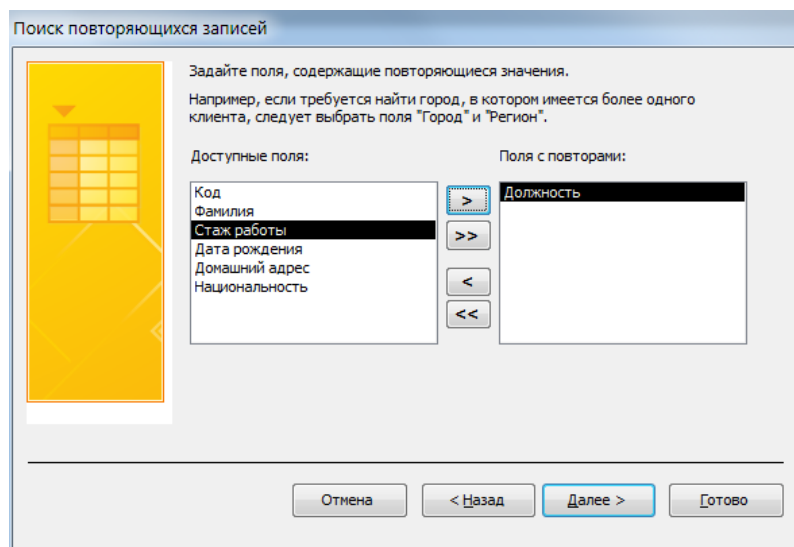 Поиск повторяющихся записей
Задайте поля, содержащие повторяющиеся значения.
Например, если требуется найти город, в котором имеется более одного
клиента, следует выбрать поля "Город" и "Регион".
Доступные поля:
Поля с повторами:
Код
Фамилия
Стаж работы
Дата рождения
Домашний адрес
Национальность
>
>>
<
<<
Должность
Отмена
< Назад
Далее >
Готово